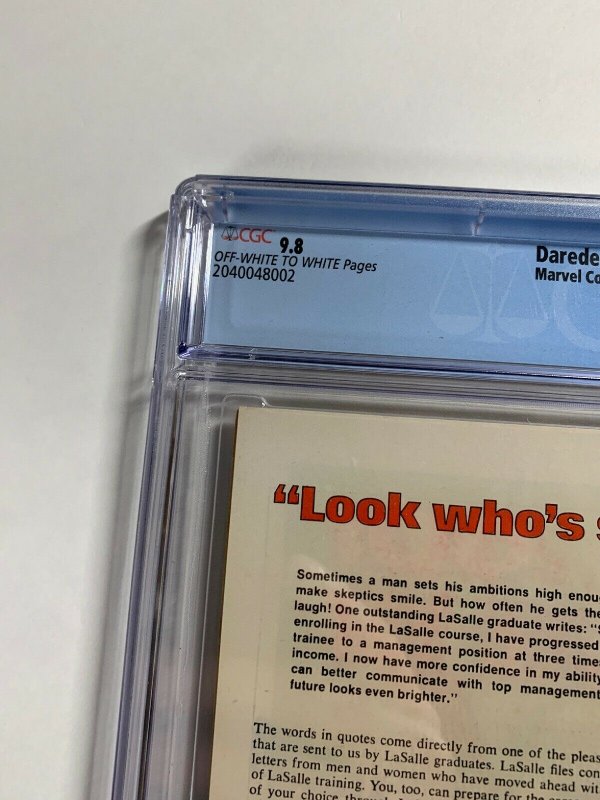 CGC 9.8
OFF-WHITE TO WHITE Pages
2040048002
Darede
Marvel Co
“Look who’s
Sometimes a man sets his ambitions high enou
make skeptics smile. But how often he gets the
laugh! One outstanding LaSalle graduate writes: “
enrolling in the LaSalle course, I have progressed
trainee to a management position at three time
income. I now have more confidence in my ability
can better communicate with top management
future looks even brighter.”
The words in quotes come directly from one of the pleas
that are sent to us by LaSalle graduates. LaSalle files con
letters from men and women who have moved ahead wit
of LaSalle training. You, too, can prepare for the
of your choice